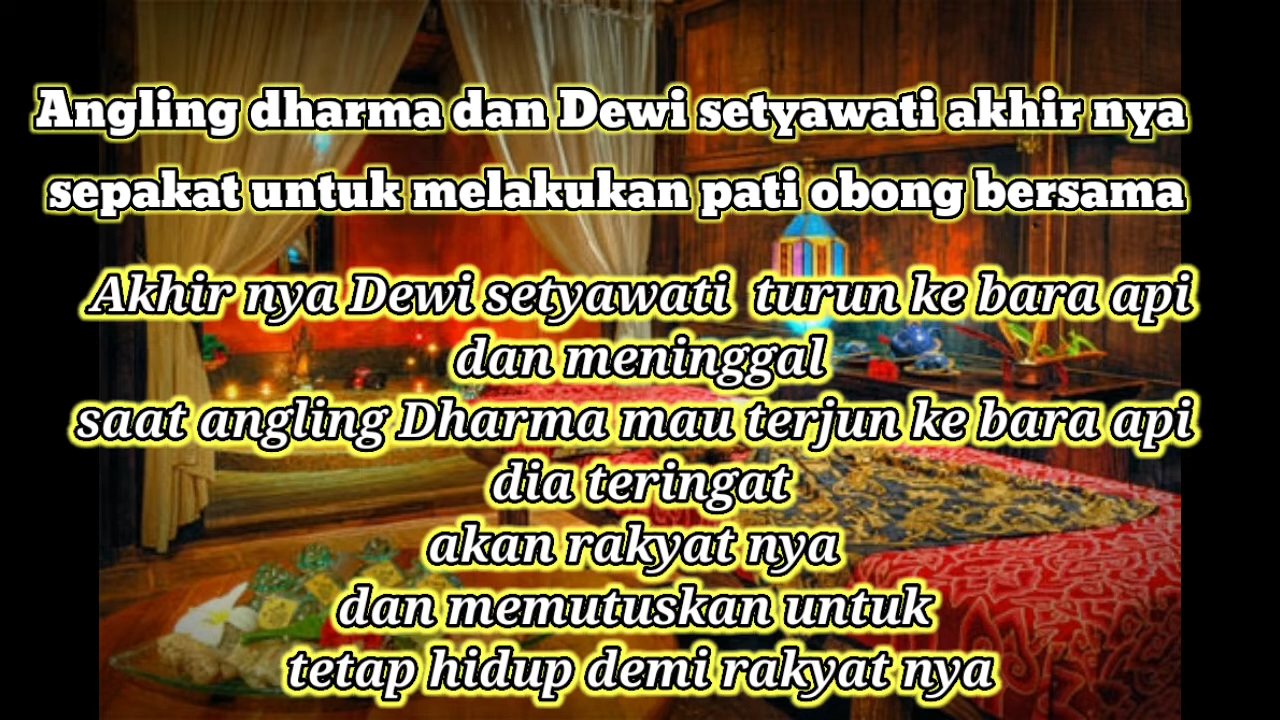 Angling dharma dan Dewi setyawati akhir nya
sepakat untuk melakukan pati obong bersama
Akhir nya Dewi setyawati turun ke bara api
dan meninggal
saat angling Dharma mau terjun ke bara api
dia teringat
akan rakyat nya
dan memutuskan untuk
tetap hidup demi rakyat nya